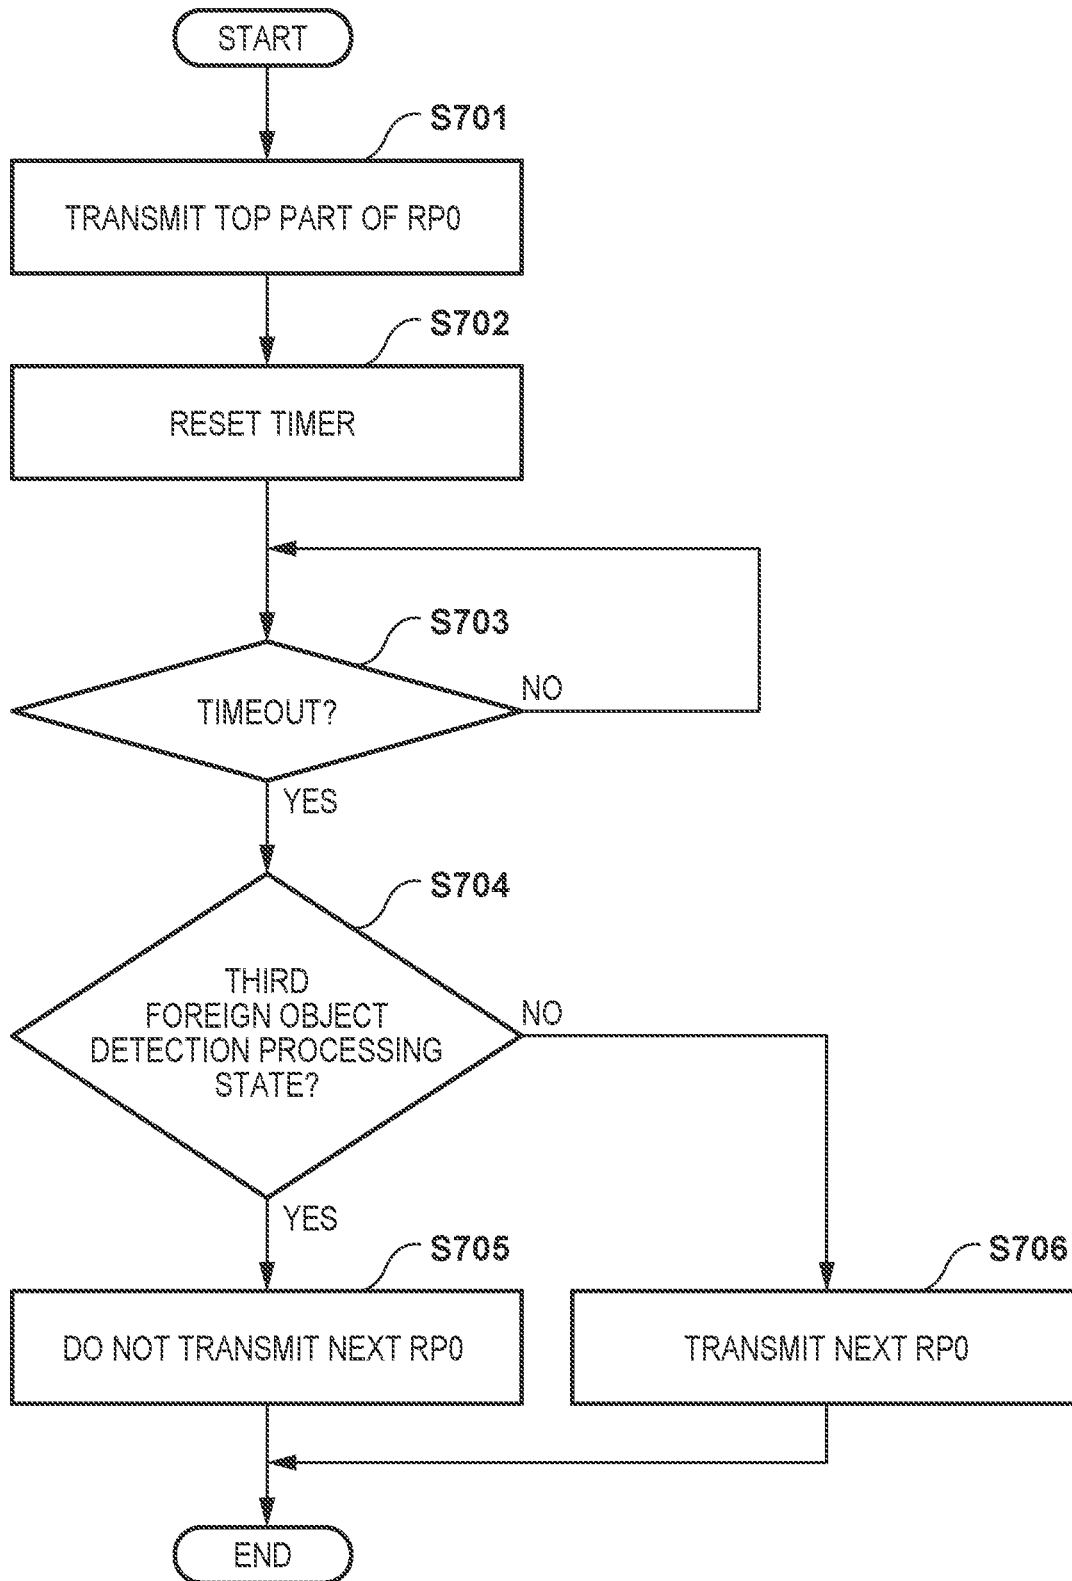 START
S701
TRANSMIT TOP PART OF RP0
S702
RESET TIMER
S703
TIMEOUT?
NO
YES
S704
THIRD
FOREIGN OBJECT
DETECTION PROCESSING
STATE?
NO
YES
S705
DO NOT TRANSMIT NEXT RP0
S706
TRANSMIT NEXT RP0
END